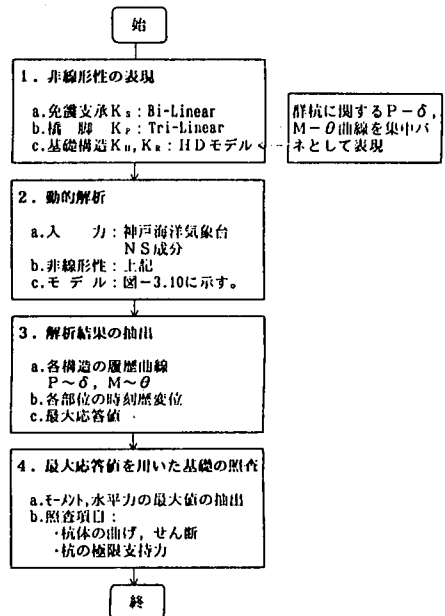 始
1. 非線形性の表現
a.免震支承KS:Bi-Linear
b.橋 脚 KP:Tri-Linear
c.基礎構造KH,KR:HDモデル
群杭に関するP-δ,
M-θ曲線を集中バ
ネとして表現
2. 動的解析
a.入 力:神戸海洋気象台
NS成分
b.非線形性:上記
c.モデル:図-3.10に示す。
3. 解析結果の抽出
a.各構造の履歴曲線
P~δ, M~θ
b.各部位の時刻歴変位
c.最大応答値
4. 最大応答値を用いた基礎の照査
a.モーメント,水平力の最大値の抽出
b.照査項目:
・杭体の曲げ, せん断
・杭の極限支持力
終